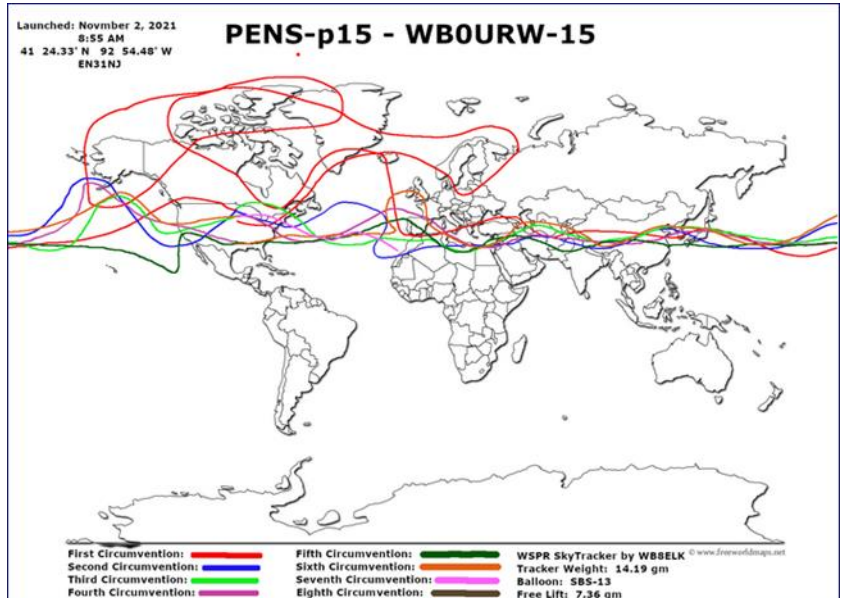 Launched: Novmber 2, 2021
8:55 AM
41 24.33' N 92 54.48' W
EN31NJ
PENS-p15 - WB0URW-15
First Circumvention:
Second Circumvention:
Third Circumvention:
Fourth Circumvention:
Fifth Circumvention:
Sixth Circumvention:
Seventh Circumvention:
Eighth Circumvention:
WSPR SkyTracker by WB8ELK
Tracker Weight: 14.19 gm
Balloon: SBS-13
Free Lift: 7.36 gm
© www.freeworldmaps.net